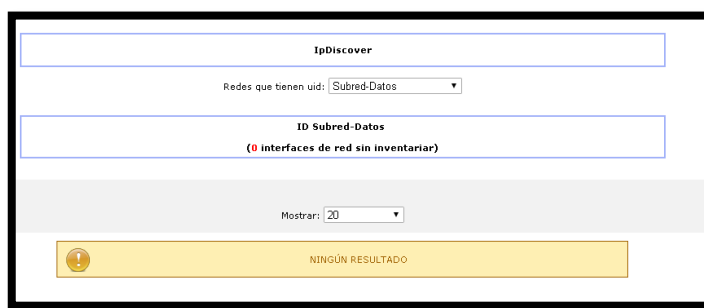 IpDiscover
Redes que tienen uid: Subred-Datos
ID Subred-Datos
(0 interfaces de red sin inventariar)
Mostrar: 20
NINGÚN RESULTADO